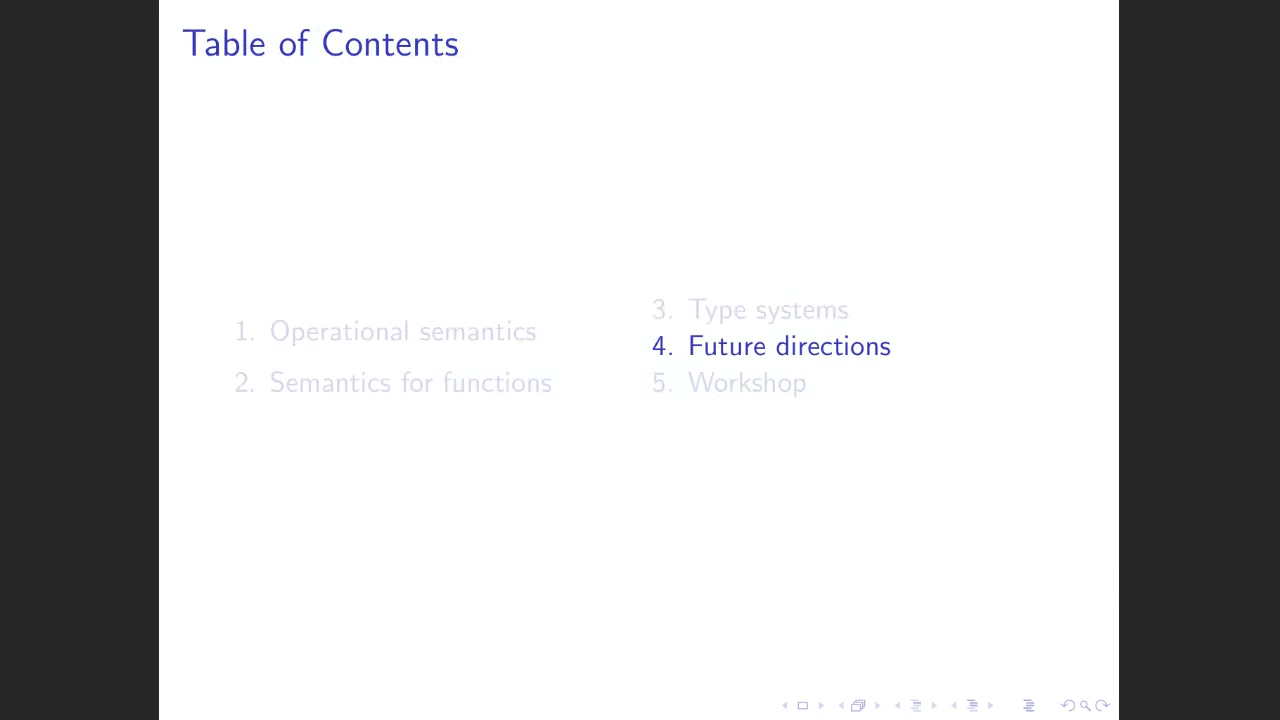 Table of Contents
1. Operational semantics
2. Semantics for functions
3. Type systems
4. Future directions
5. Workshop